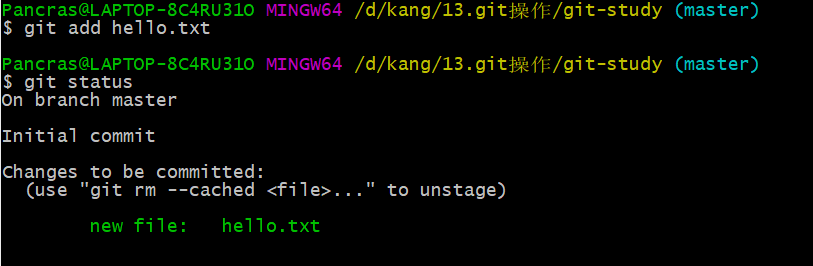 Pancras@LAPTOP-8C4RU31O MINGW64 /d/kang/13.git操作/git-study (master)
$ git add hello.txt
Pancras@LAPTOP-8C4RU31O MINGW64 /d/kang/13.git操作/git-study (master)
$ git status
On branch master
Initial commit
Changes to be committed:
  (use "git rm --cached <file>..." to unstage)
        new file:   hello.txt